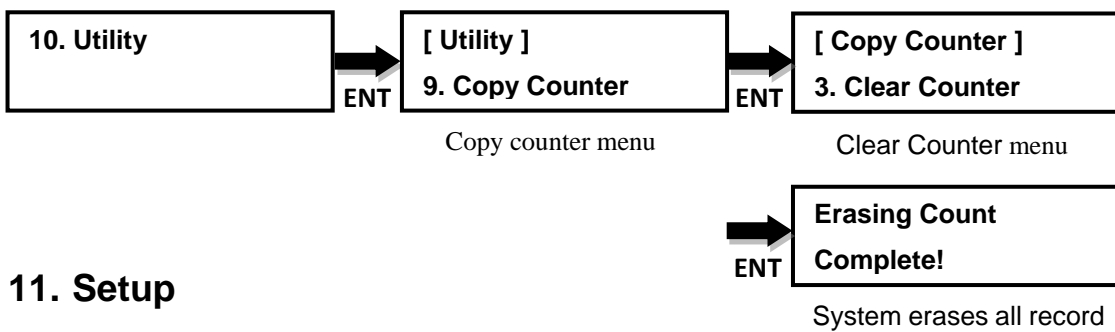 10. Utility
ENT
[ Utility ]
9. Copy Counter
ENT
[ Copy Counter ]
3. Clear Counter
Copy counter menu
Clear Counter menu
ENT
Erasing Count
Complete!
11. Setup
System erases all record